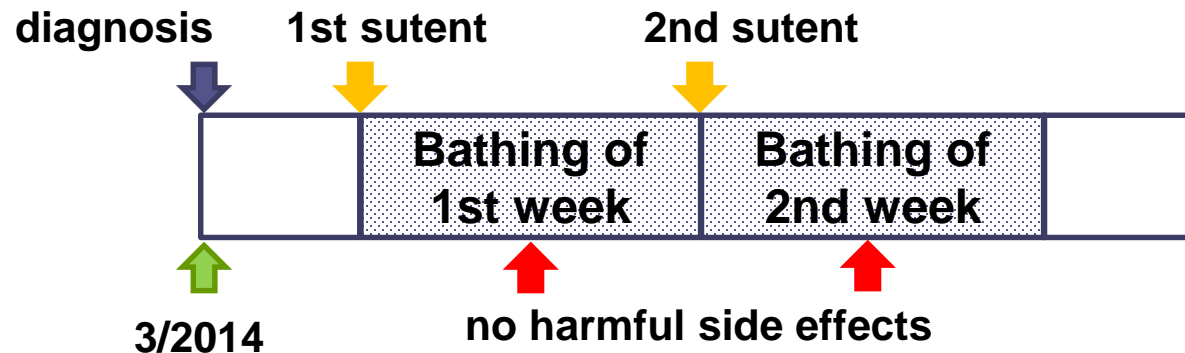 diagnosis 1st sutent 2nd sutent
Bathing of Bathing of
1st week 2nd week
3/2014 no harmful side effects